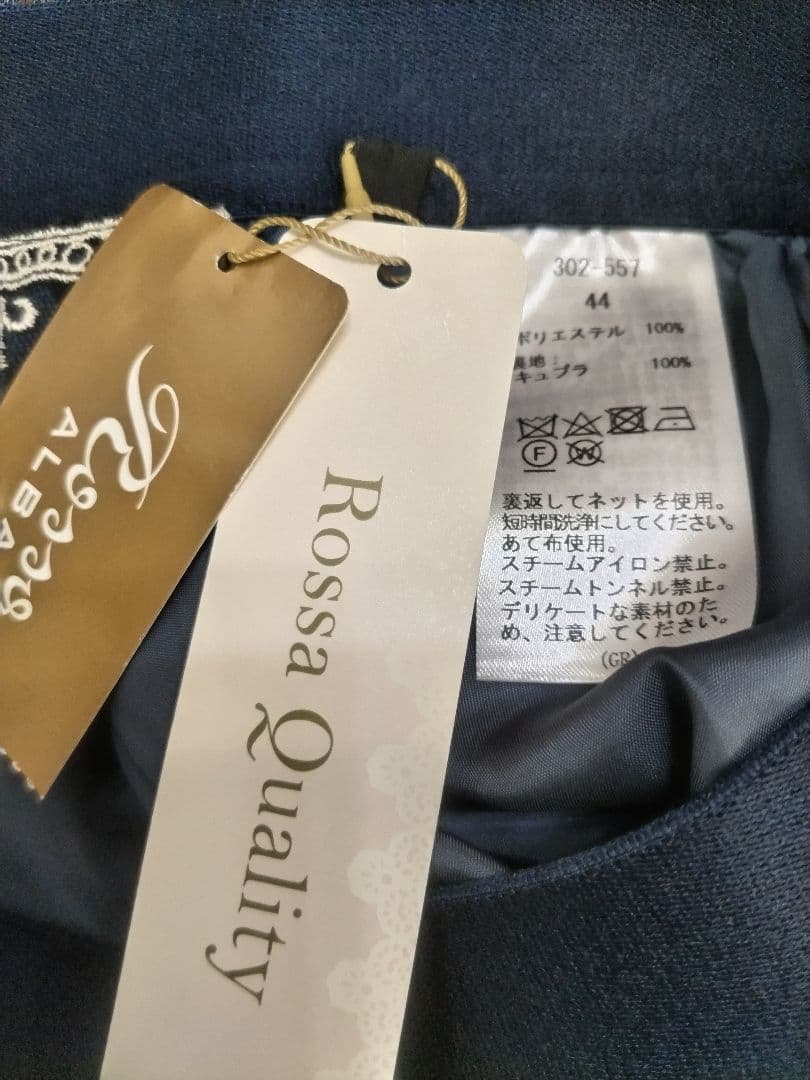 Rossa
ALBA
Rossa Quality
302-557
44
ポリエステル 100%
裏地:
キュプラ 100%
F
W
裏返してネットを使用。
短時間洗浄にしてください。
あて布使用。
スチームアイロン禁止。
スチームトンネル禁止。
デリケートな素材のた
め、注意してください。
(GR)